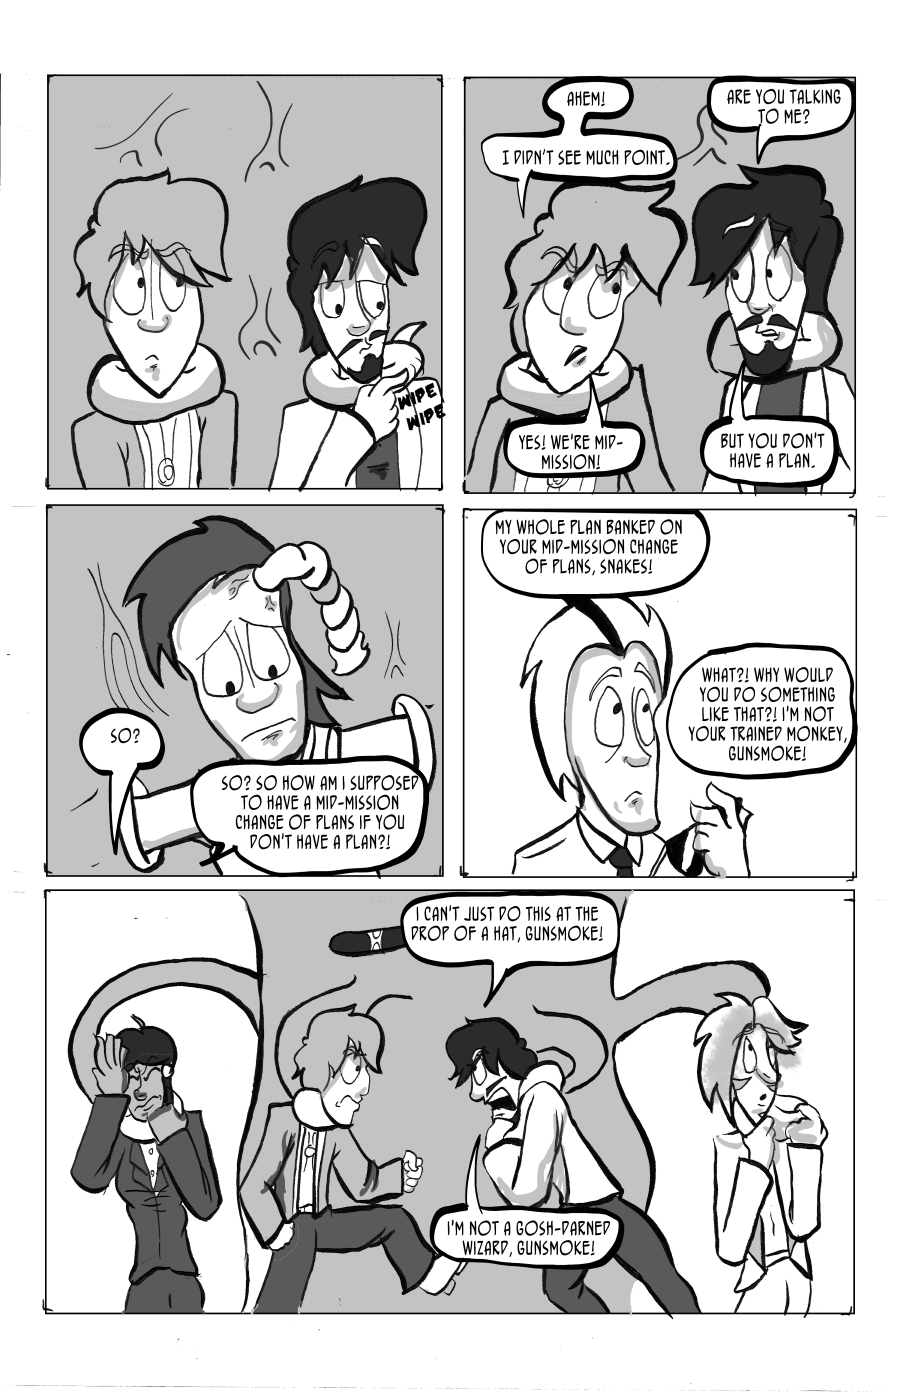 WIPE
WIPE
AHEM!
I DIDN'T SEE MUCH POINT.
ARE YOU TALKING
TO ME?
YES! WE'RE MID-
MISSION!
BUT YOU DON'T
HAVE A PLAN.
SO?
SO? SO HOW AM I SUPPOSED
TO HAVE A MID-MISSION
CHANGE OF PLANS IF YOU
DON'T HAVE A PLAN?!
MY WHOLE PLAN BANKED ON
YOUR MID-MISSION CHANGE
OF PLANS, SNAKES!
WHAT?! WHY WOULD
YOU DO SOMETHING
LIKE THAT?! I'M NOT
YOUR TRAINED MONKEY,
GUNSMOKE!
I CAN'T JUST DO THIS AT THE
DROP OF A HAT, GUNSMOKE!
I'M NOT A GOSH-DARNED
WIZARD, GUNSMOKE!